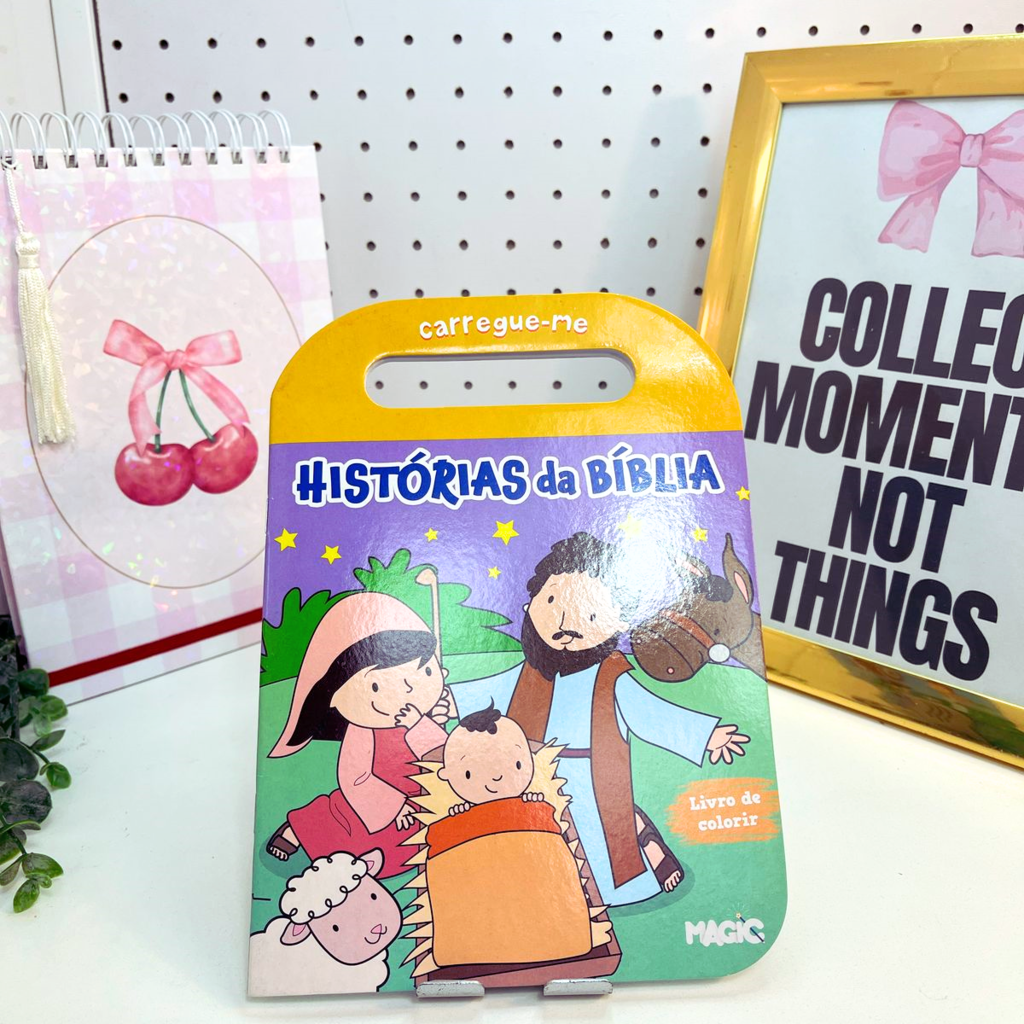 carregue-me
HISTÓRIAS da BÍBLIA
Livro de
colorir
MAGIC
COLLEC
MOMENT
NOT
THINGS